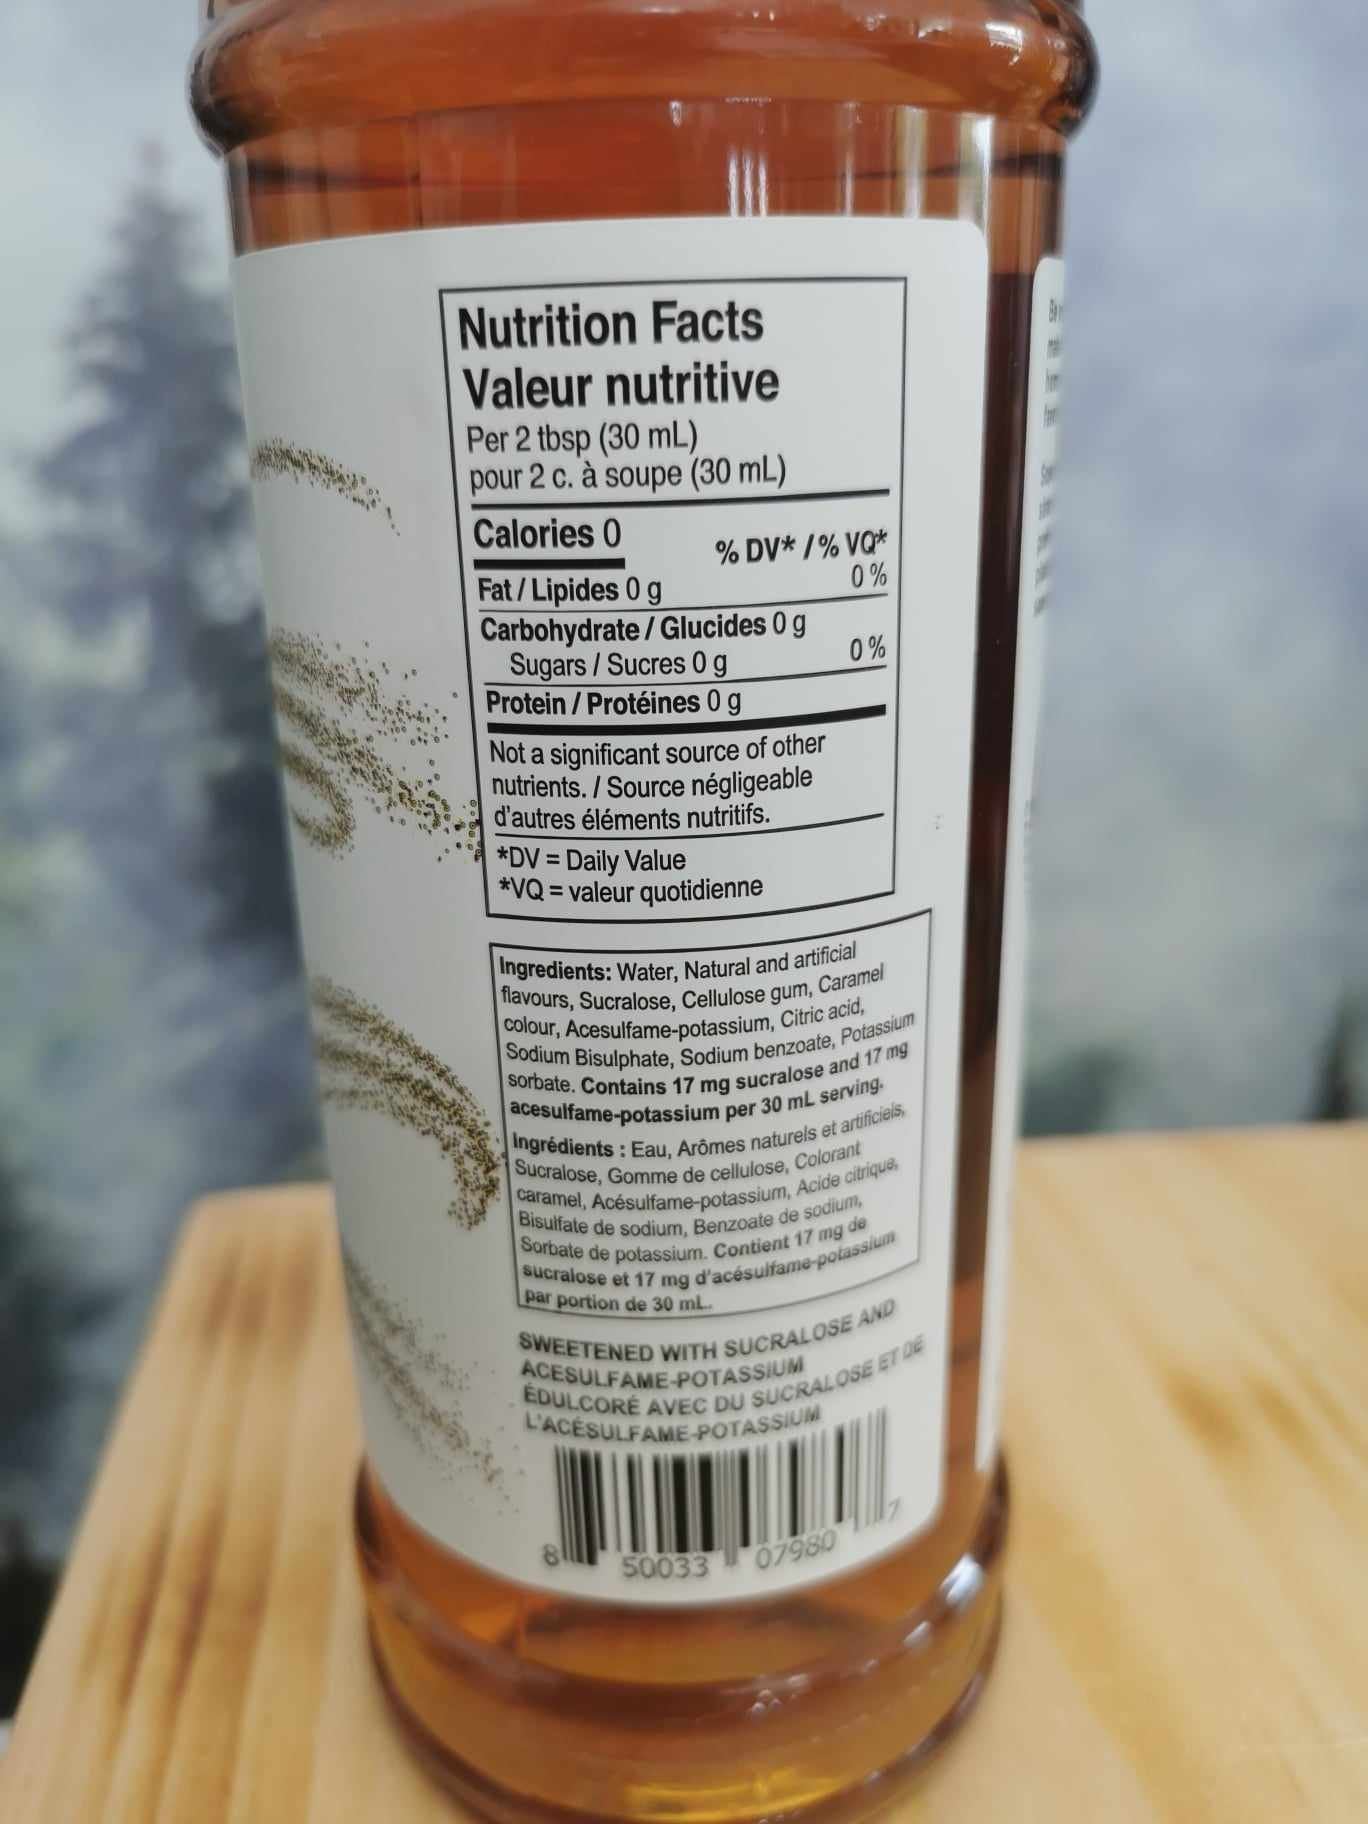 Nutrition Facts
Valeur nutritive
Per 2 tbsp (30 mL)
pour 2 c. à soupe (30 mL)
Calories 0
% DV* / % VQ*
Fat / Lipides 0 g 0 %
Carbohydrate / Glucides 0 g
Sugars / Sucres 0 g 0 %
Protein / Protéines 0 g
Not a significant source of other
nutrients. / Source négligeable
d'autres éléments nutritifs.
*DV = Daily Value
*VQ = valeur quotidienne
Ingredients: Water, Natural and artificial
flavours, Sucralose, Cellulose gum, Caramel
colour, Acesulfame-potassium, Citric acid,
Sodium Bisulphate, Sodium benzoate, Potassium
sorbate. Contains 17 mg sucralose and 17 mg
acesulfame-potassium per 30 mL serving.
Ingrédients : Eau, Arômes naturels et artificiels,
Sucralose, Gomme de cellulose, Colorant
caramel, Acésulfame-potassium, Acide citrique,
Bisulfate de sodium, Benzoate de sodium,
Sorbate de potassium. Contient 17 mg de
sucralose et 17 mg d'acésulfame-potassium
par portion de 30 mL.
SWEETENED WITH SUCRALOSE AND
ACESULFAME-POTASSIUM
ÉDULCORÉ AVEC DU SUCRALOSE ET DE
L'ACÉSULFAME-POTASSIUM
8 50033 07980 7